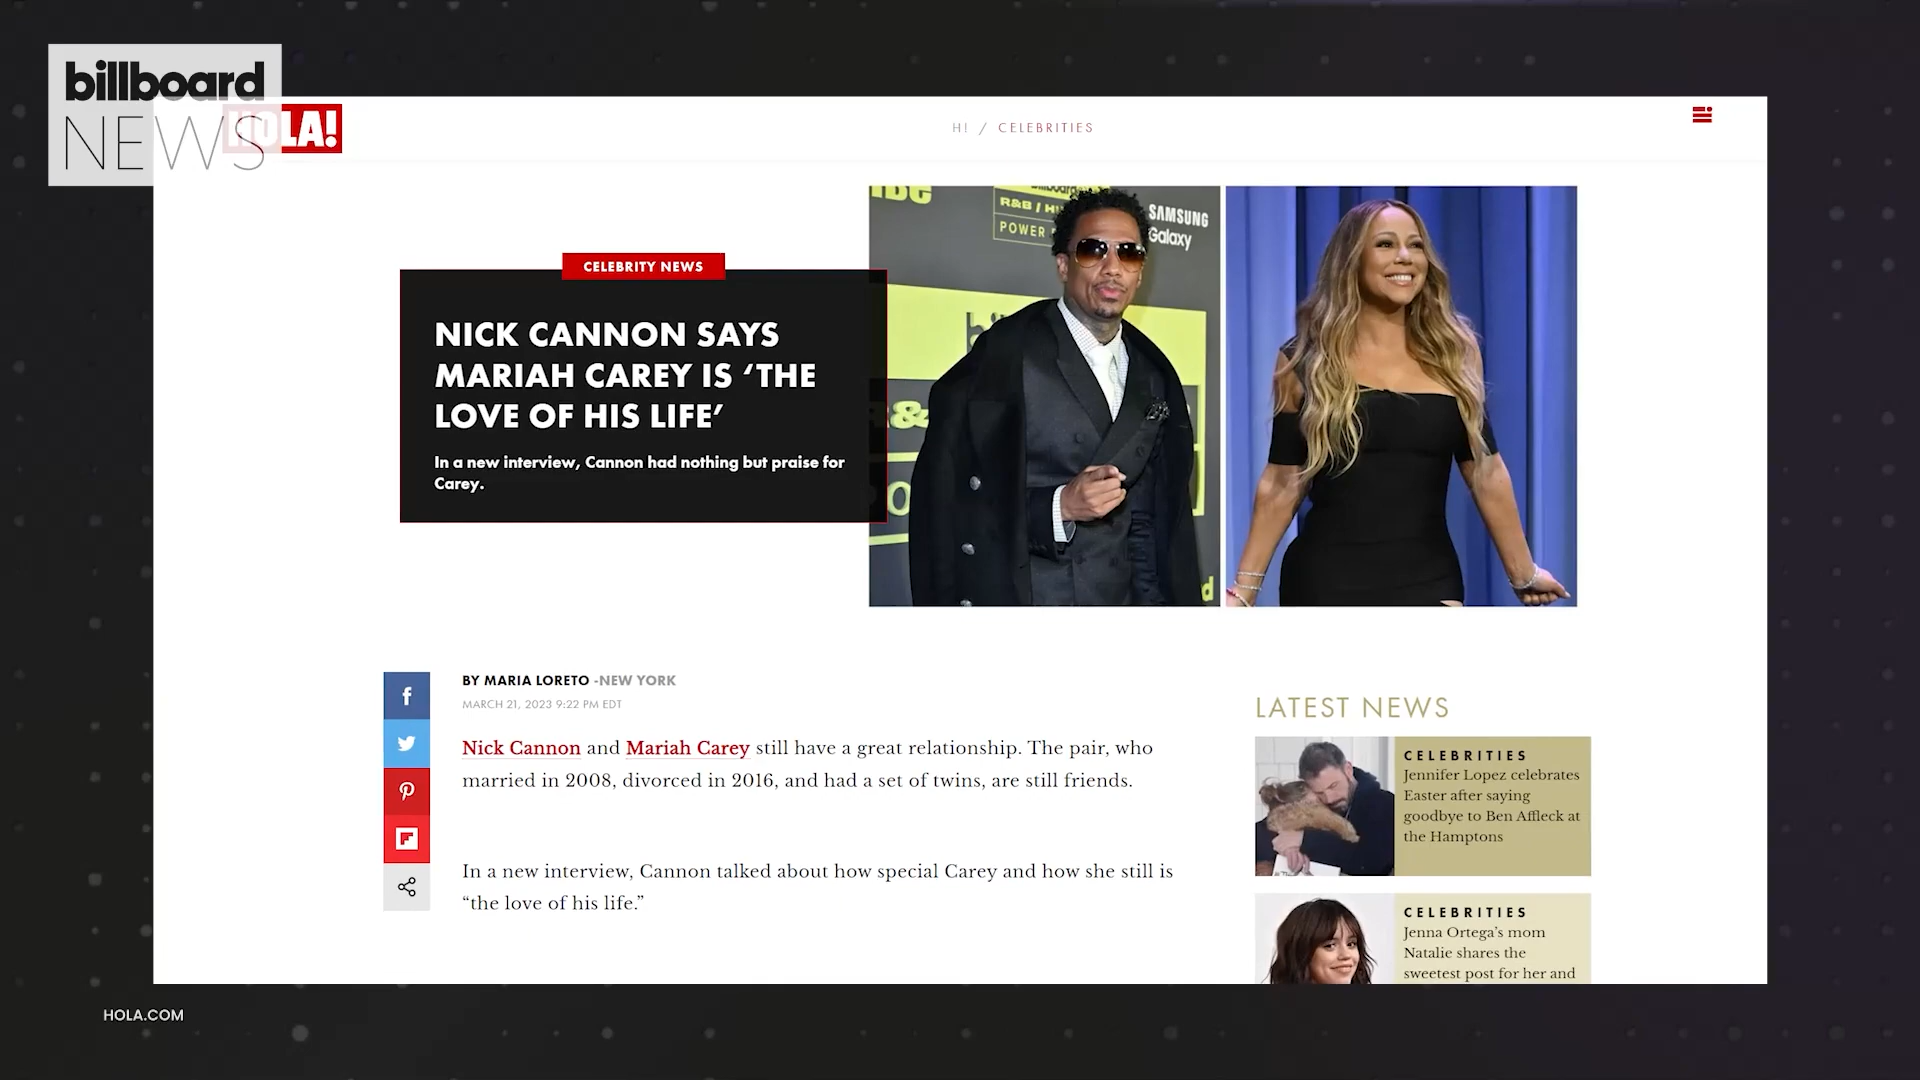 billboard
NEWS
HOLA!
HI / CELEBRITIES
R&B / H
POWER
SAMSUNG
Galaxy
CELEBRITY NEWS
NICK CANNON SAYS
MARIAH CAREY IS ‘THE
LOVE OF HIS LIFE’
In a new interview, Cannon had nothing but praise for
Carey.
BY MARIA LORETO -NEW YORK
MARCH 21, 2023 9:22 PM EDT
Nick Cannon and Mariah Carey still have a great relationship. The pair, who
married in 2008, divorced in 2016, and had a set of twins, are still friends.
In a new interview, Cannon talked about how special Carey and how she still is
“the love of his life.”
LATEST NEWS
CELEBRITIES
Jennifer Lopez celebrates
Easter after saying
goodbye to Ben Affleck at
the Hamptons
CELEBRITIES
Jenna Ortega’s mom
Natalie shares the
sweetest post for her and
HOLA.COM